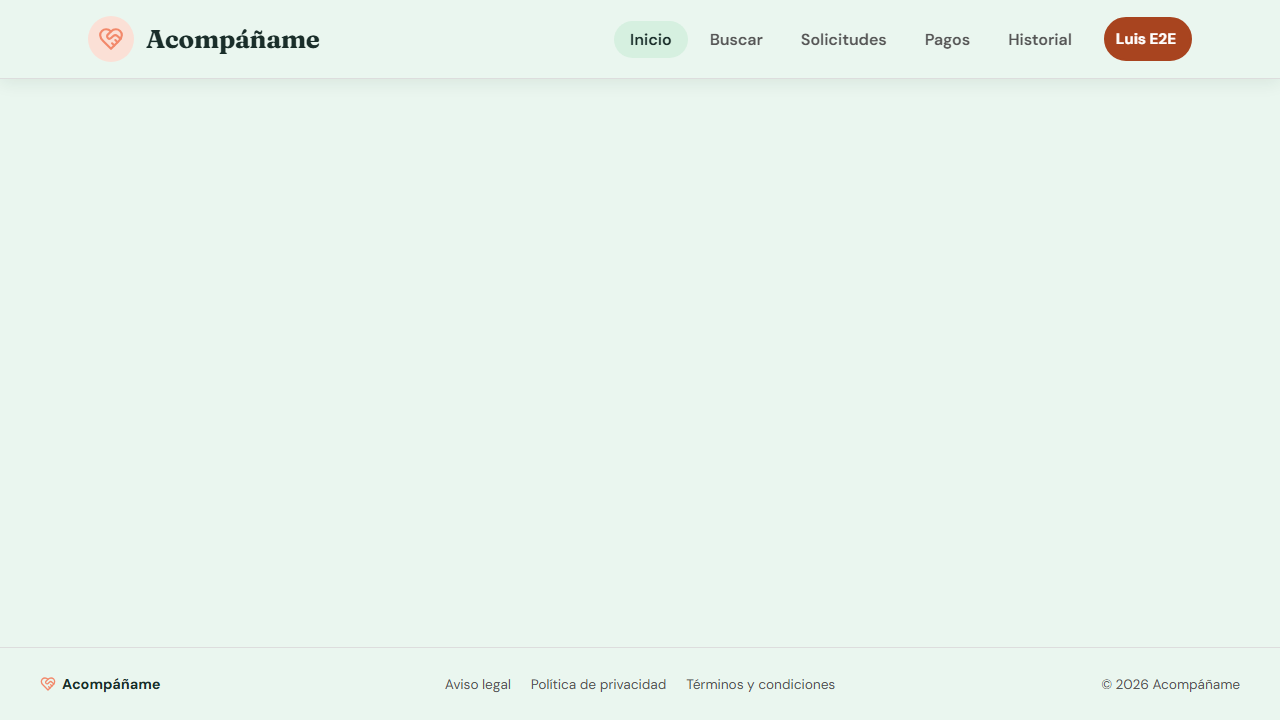 Acompáñame
Inicio Buscar Solicitudes Pagos Historial Luis E2E
Acompáñame Aviso legal Política de privacidad Términos y condiciones © 2026 Acompáñame